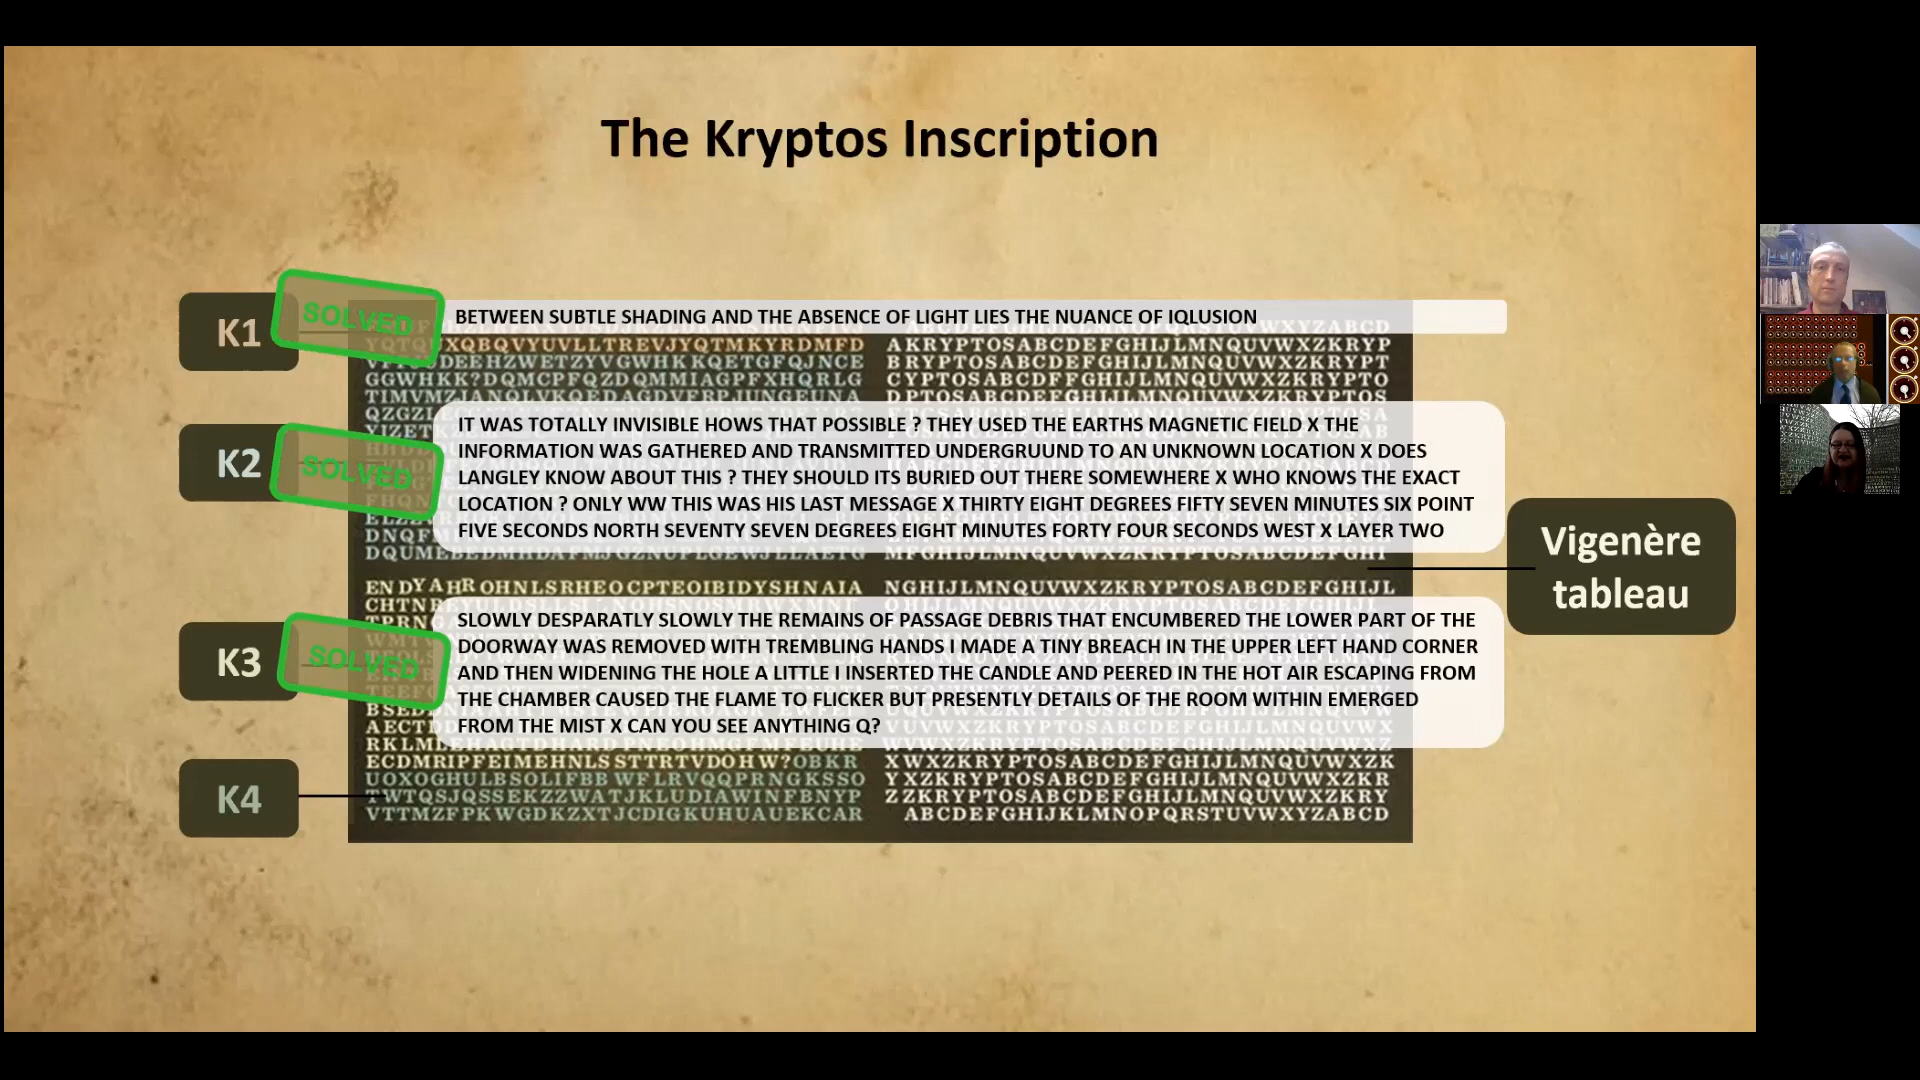 The Kryptos Inscription
K1
SOLVED
BETWEEN SUBTLE SHADING AND THE ABSENCE OF LIGHT LIES THE NUANCE OF IQLUSION
XQBQVYUVLLTREVJYQTMKYRDMFD AKRYPTOSABCDEFGHIJLMNQUVWXZKRYP
DEEHZWETZYVGWHKKQETGFQJNCE BRYPTOSABCDEFGHIJLMNQUVWXZKRYPT
GGWHKK?DQMCPFQZDQMMIAGPFXHQRLG CYPTOSABCDEFGHIJLMNQUVWXZKRYPTO
TIMVMZJANQLVKQEDAGDVFRPJUNGEUNA DPTOSABCDEFGHIJLMNQUVWXZKRYPTOS
K2
SOLVED
IT WAS TOTALLY INVISIBLE HOWS THAT POSSIBLE ? THEY USED THE EARTHS MAGNETIC FIELD X THE
INFORMATION WAS GATHERED AND TRANSMITTED UNDERGRUUND TO AN UNKNOWN LOCATION X DOES
LANGLEY KNOW ABOUT THIS ? THEY SHOULD ITS BURIED OUT THERE SOMEWHERE X WHO KNOWS THE EXACT
LOCATION ? ONLY WW THIS WAS HIS LAST MESSAGE X THIRTY EIGHT DEGREES FIFTY SEVEN MINUTES SIX POINT
FIVE SECONDS NORTH SEVENTY SEVEN DEGREES EIGHT MINUTES FORTY FOUR SECONDS WEST X LAYER TWO
Vigenère
tableau
ENDYAHROHNLSRHEOCPTEOIBIDYSHNAIA NGHIJLMNQUVWXZKRYPTOSABCDEFGHIJL
K3
SOLVED
SLOWLY DESPARATLY SLOWLY THE REMAINS OF PASSAGE DEBRIS THAT ENCUMBERED THE LOWER PART OF THE
DOORWAY WAS REMOVED WITH TREMBLING HANDS I MADE A TINY BREACH IN THE UPPER LEFT HAND CORNER
AND THEN WIDENING THE HOLE A LITTLE I INSERTED THE CANDLE AND PEERED IN THE HOT AIR ESCAPING FROM
THE CHAMBER CAUSED THE FLAME TO FLICKER BUT PRESENTLY DETAILS OF THE ROOM WITHIN EMERGED
FROM THE MIST X CAN YOU SEE ANYTHING Q?
ECDMRIPFEIMEHNLSSTTRTVDOHW?OBKR XWXZKRYPTOSABCDEFGHIJLMNQUVWXZK
UOXOGHULBSOLIFBBWFLRVQQPRNGKSSO YXZKRYPTOSABCDEFGHIJLMNQUVWXZKR
K4
TWTQSJQSSEKZZWATJKLUDIAWINFBNYP ZZKRYPTOSABCDEFGHIJLMNQUVWXZKRY
VTTMZFPKWGDKZXTJCDIGKUHUAUEKCAR ABCDEFGHIJKLMNOPQRSTUVWXYZABCD